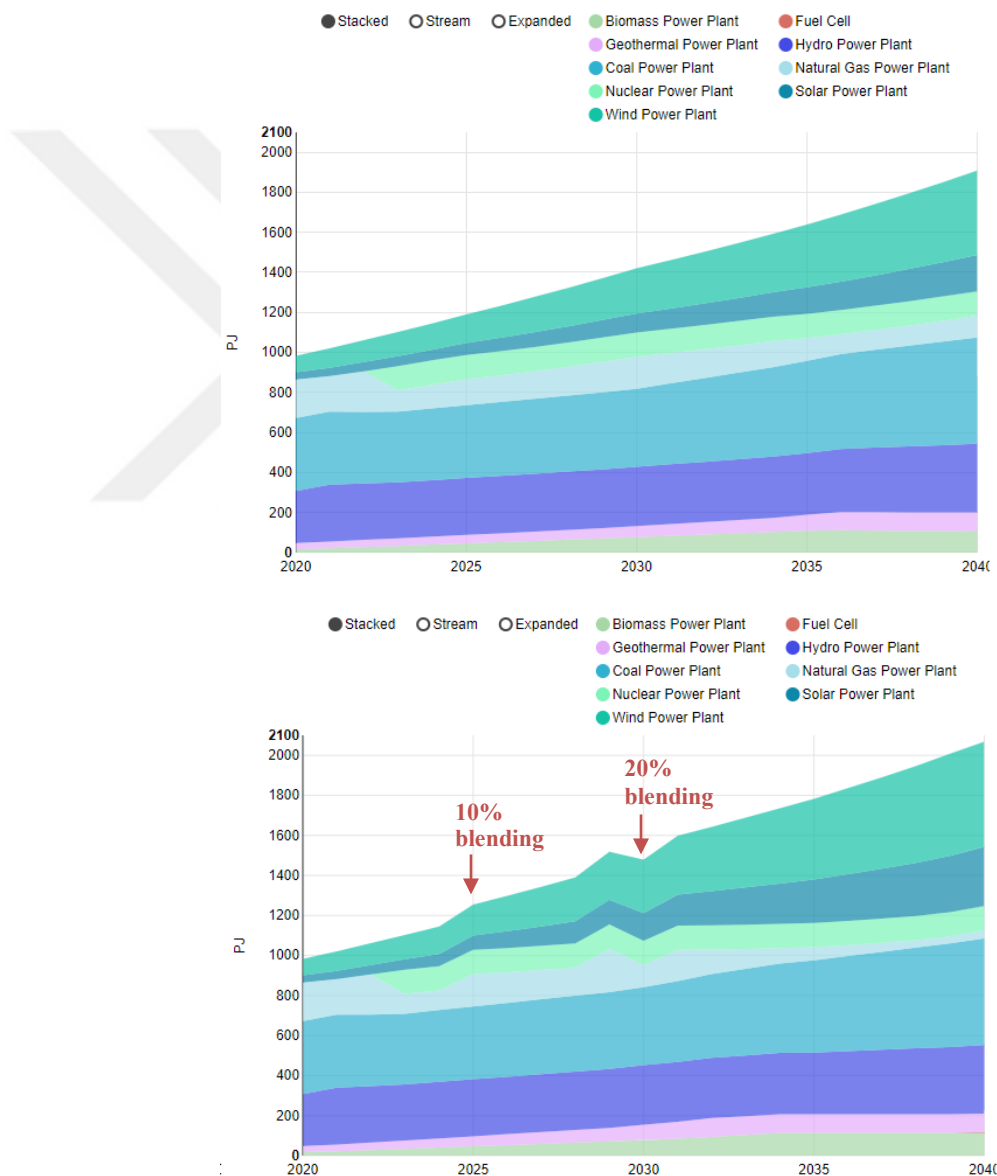 Stacked Stream Expanded Biomass Power Plant Fuel Cell
Geothermal Power Plant Hydro Power Plant
Coal Power Plant Natural Gas Power Plant
Nuclear Power Plant Solar Power Plant
Wind Power Plant
2100
2000
1800
1600
1400
1200
PJ
1000
800
600
400
200
0
2020 2025 2030 2035 2040
Stacked Stream Expanded Biomass Power Plant Fuel Cell
Geothermal Power Plant Hydro Power Plant
Coal Power Plant Natural Gas Power Plant
Nuclear Power Plant Solar Power Plant
Wind Power Plant
2100
2000
20%
blending
1800
10%
blending
1600
1400
1200
PJ
1000
800
600
400
200
0
2020 2025 2030 2035 2040